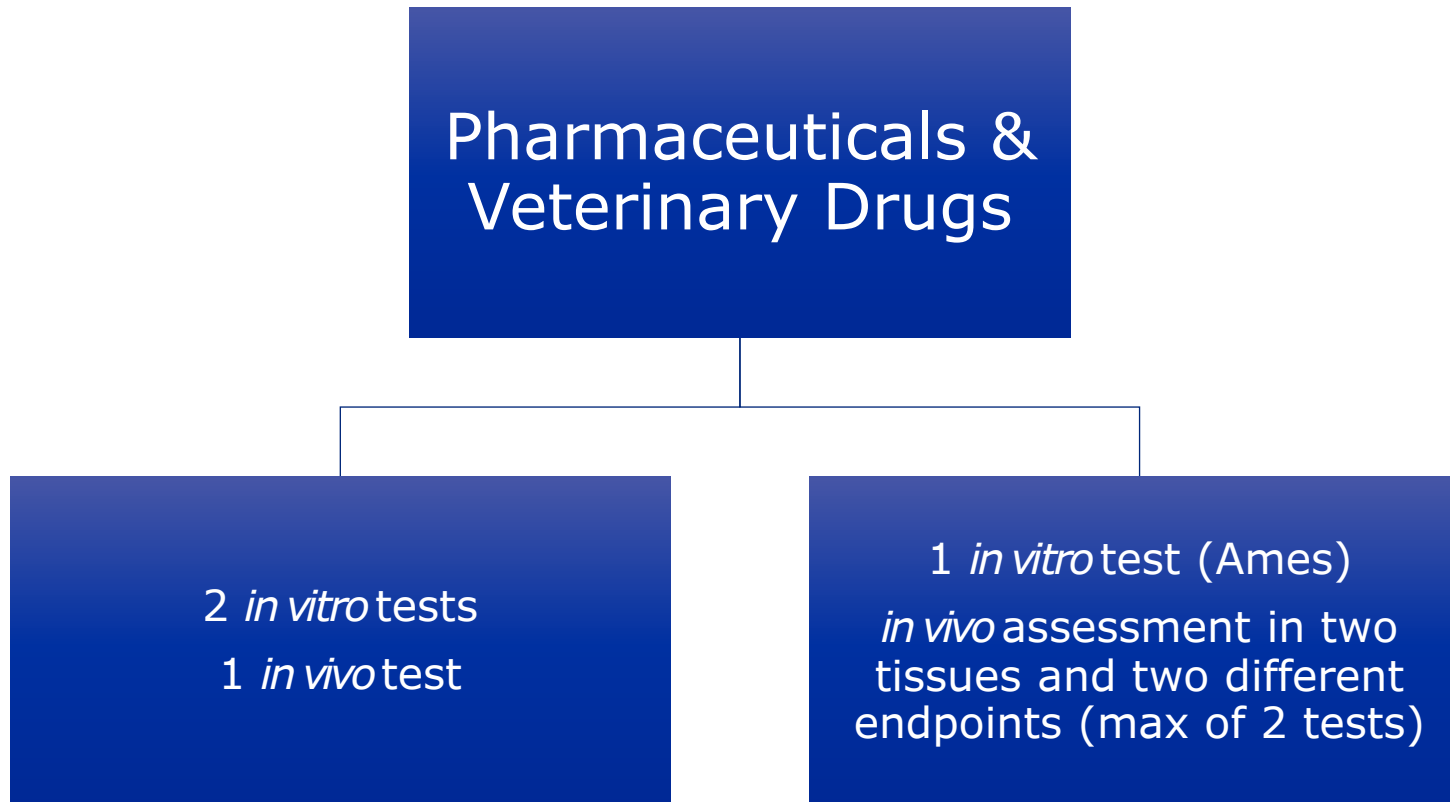 Pharmaceuticals &
Veterinary Drugs
2 in vitro tests
1 in vivo test
1 in vitro test (Ames)
in vivo assessment in two
tissues and two different
endpoints (max of 2 tests)